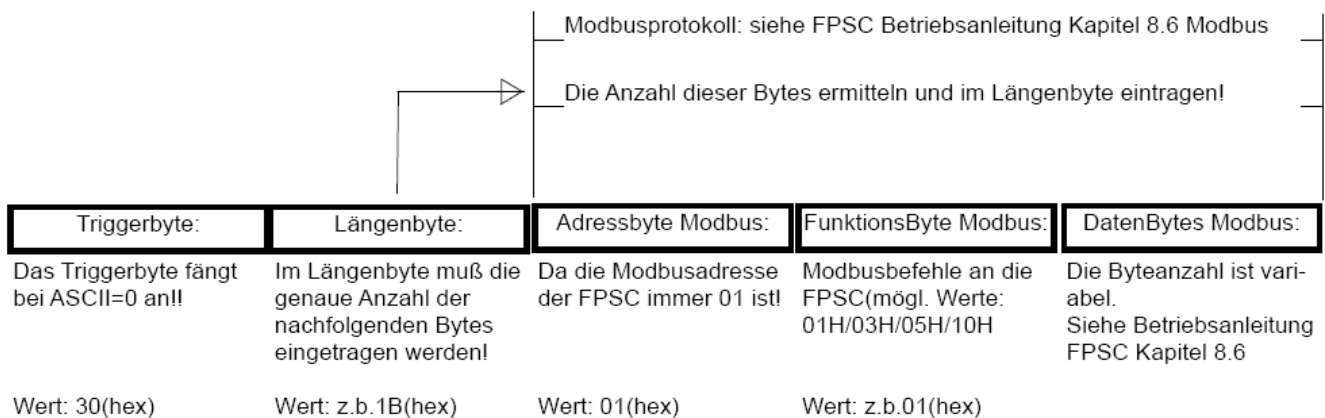 Modbusprotokoll: siehe FPSC Betriebsanleitung Kapitel 8.6 Modbus
Die Anzahl dieser Bytes ermitteln und im Längenbyte eintragen!
Triggerbyte:
Das Triggerbyte fängt
bei ASCII=0 an!!
Wert: 30(hex)
Längenbyte:
Im Längenbyte muß die
genaue Anzahl der
nachfolgenden Bytes
eingetragen werden!
Wert: z.b.1B(hex)
Adressbyte Modbus:
Da die Modbusadresse
der FPSC immer 01 ist!
Wert: 01(hex)
FunktionsByte Modbus:
Modbusbefehle an die
FPSC(mögl. Werte:
01H/03H/05H/10H
Wert: z.b.01(hex)
DatenBytes Modbus:
Die Byteanzahl ist vari-
abel.
Siehe Betriebsanleitung
FPSC Kapitel 8.6